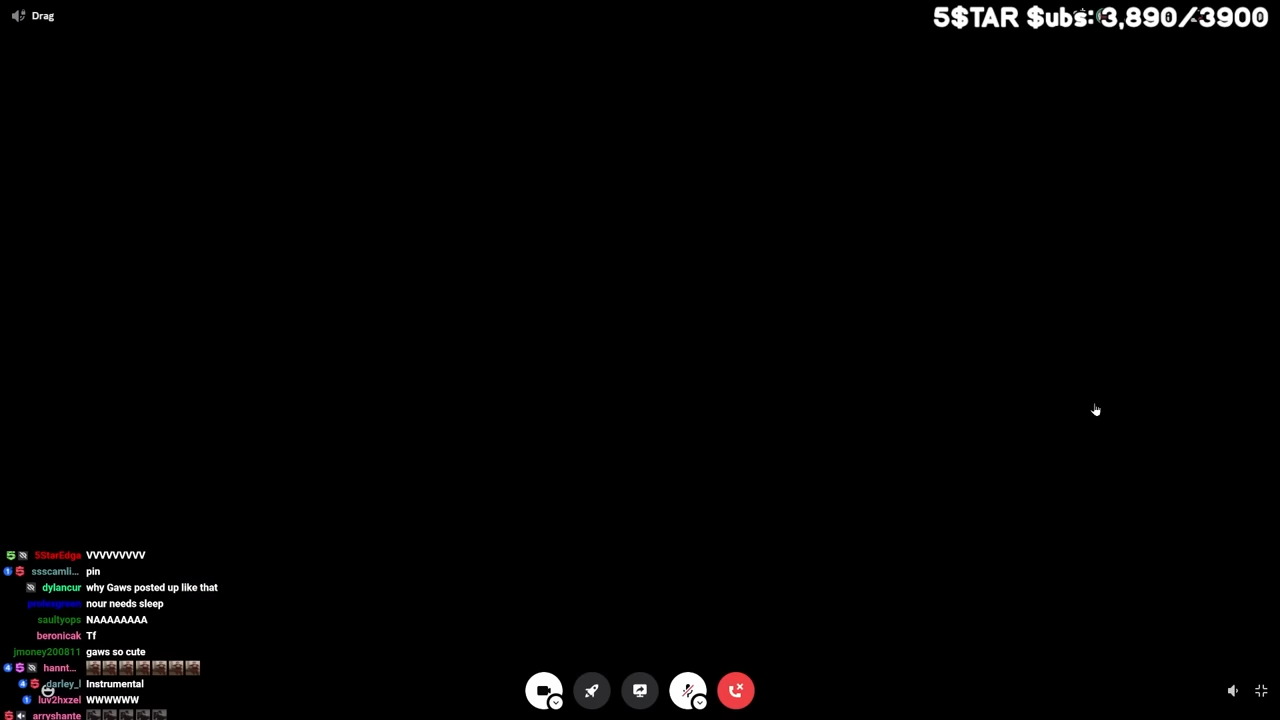 Drag
5$TAR $ubs: 3,890/3900
5StarEdga VVVVVVVVV
ssscamli... pin
dylancur why Gaws posted up like that
nour needs sleep
saultyops NAAAAAAAA
beronicak Tf
jmoney200811 gaws so cute
hannt...
darley_l Instrumental
luv2hxzel WWWWWW
arryshante